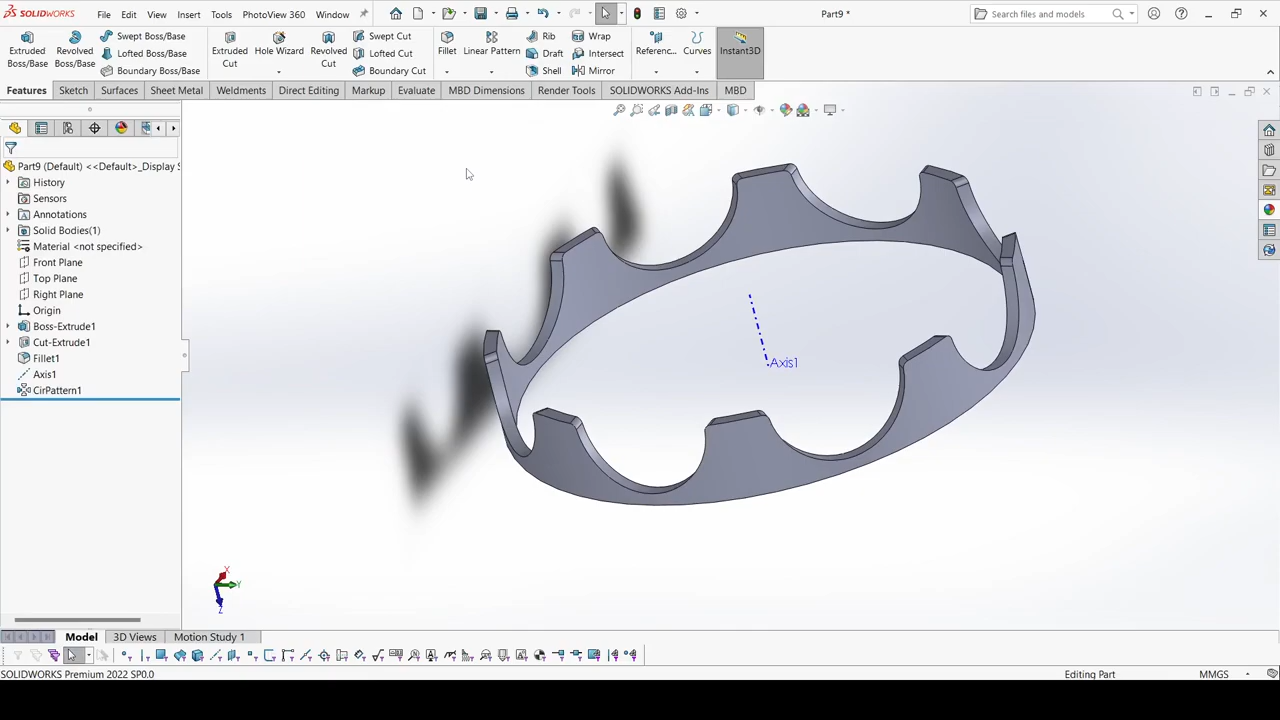 SOLIDWORKS File Edit View Insert Tools PhotoView 360 Window Part9 * Search files and models
Extruded Boss/Base
Revolved Boss/Base
Swept Boss/Base
Lofted Boss/Base
Boundary Boss/Base
Extruded Cut
Hole Wizard
Revolved Cut
Swept Cut
Lofted Cut
Boundary Cut
Fillet
Linear Pattern
Rib
Draft
Shell
Wrap
Intersect
Mirror
Referenc...
Curves
Instant3D
Features Sketch Surfaces Sheet Metal Weldments Direct Editing Markup Evaluate MBD Dimensions Render Tools SOLIDWORKS Add-Ins MBD
Part9 (Default) <<Default>_Display S
History
Sensors
Annotations
Solid Bodies(1)
Material <not specified>
Front Plane
Top Plane
Right Plane
Origin
Boss-Extrude1
Cut-Extrude1
Fillet1
Axis1
CirPattern1
Axis1
X
Y
Z
Model 3D Views Motion Study 1
SOLIDWORKS Premium 2022 SP0.0 Editing Part MMGS